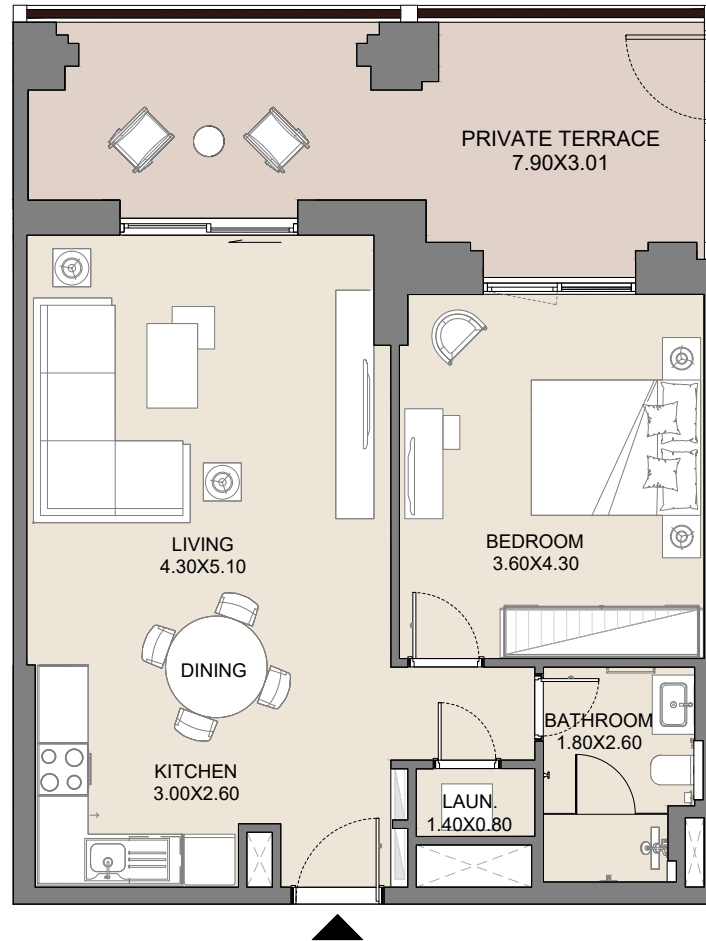 PRIVATE TERRACE
7.90X3.01
LIVING
4.30X5.10
BEDROOM
3.60X4.30
DINING
BATHROOM
1.80X2.60
KITCHEN
3.00X2.60
LAUN.
1.40X0.80